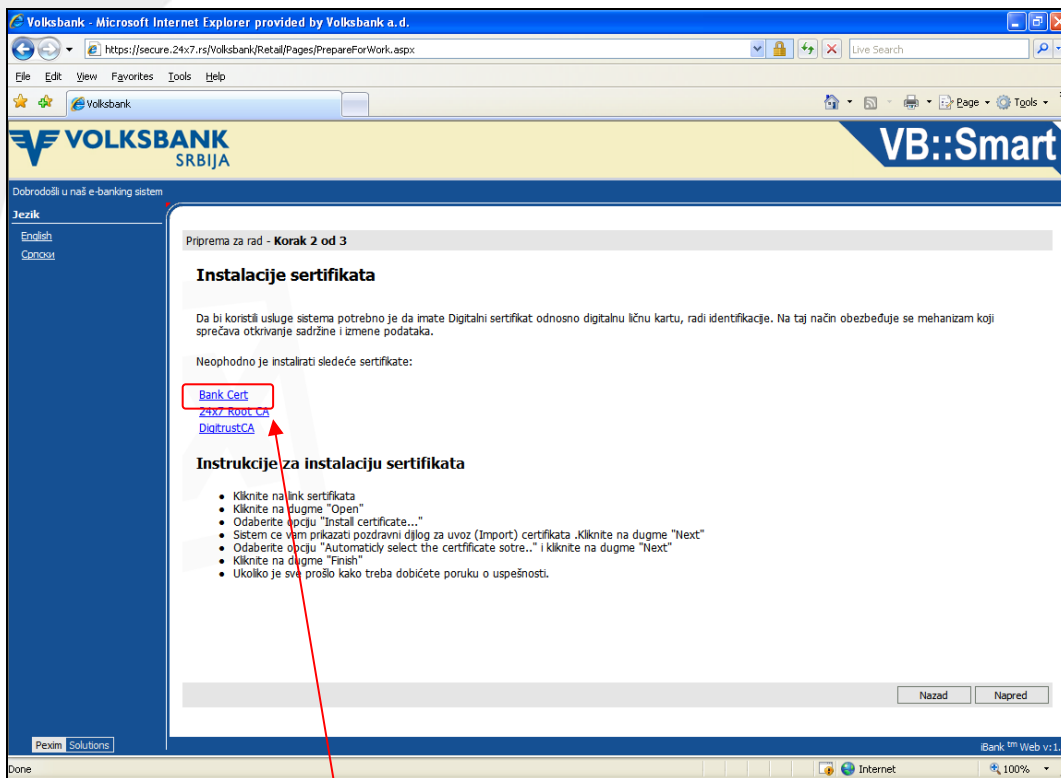 Volksbank - Microsoft Internet Explorer provided by Volksbank a.d.
https://secure.24x7.rs/Volksbank/Retail/Pages/PrepareForWork.aspx
Live Search
File Edit View Favorites Tools Help
Volksbank
Page Tools
VOLKSBANK
SRBIJA
VB::Smart
Dobrodošli u naš e-banking sistem
Jezik
English
Српски
Priprema za rad - Korak 2 od 3
Instalacije sertifikata
Da bi koristili usluge sistema potrebno je da imate Digitalni sertifikat odnosno digitalnu ličnu kartu, radi identifikacije. Na taj način obezbeđuje se mehanizam koji
sprečava otkrivanje sadržine i izmene podataka.
Neophodno je instalirati sledeće sertifikate:
Bank Cert
24x7 Root CA
DigitrustCA
Instrukcije za instalaciju sertifikata
• Kliknite na link sertifikata
• Kliknite na dugme "Open"
• Odaberite opciju "Install certificate..."
• Sistem ce vam prikazati pozdravni dijlog za uvoz (Import) certifikata .Kliknite na dugme "Next"
• Odaberite opciju "Automaticly select the certfificate sotre.." i kliknite na dugme "Next"
• Kliknite na dugme "Finish"
• Ukoliko je sve prošlo kako treba dobićete poruku o uspešnosti.
Nazad Napred
Pexim Solutions
iBank tm Web v:1.
Done
Internet
100%